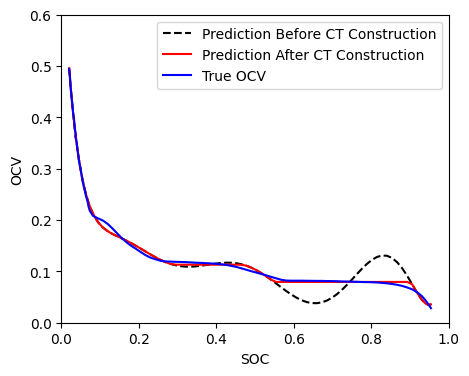 Prediction Before CT Construction
Prediction After CT Construction
True OCV
OCV
0.6
0.5
0.4
0.3
0.2
0.1
0.0
0.0 0.2 0.4 0.6 0.8 1.0
SOC